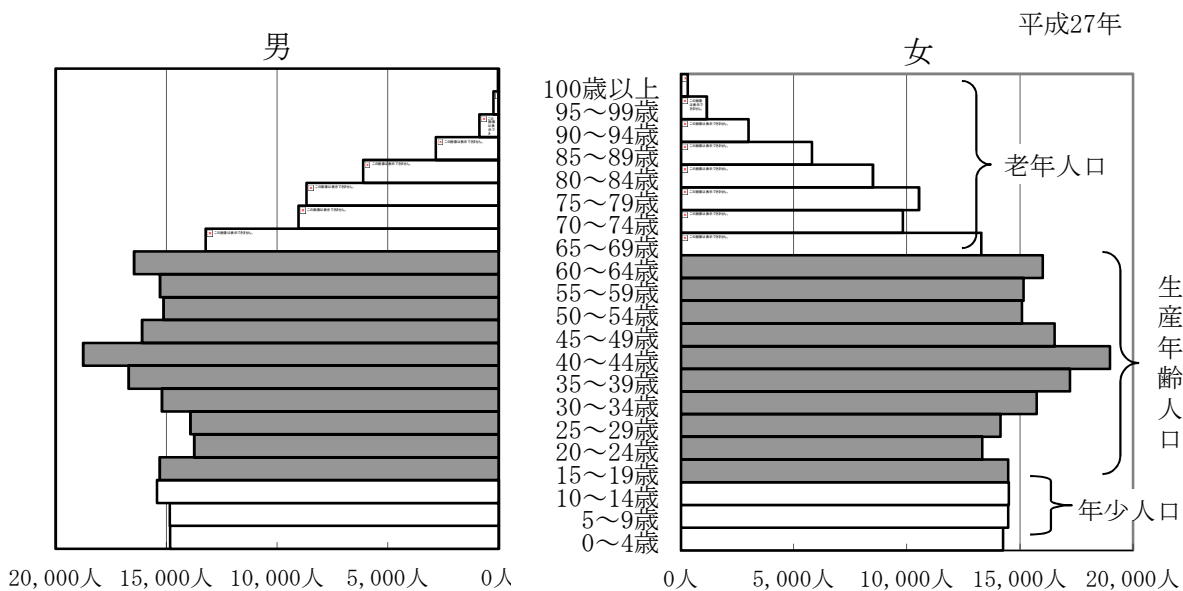 平成27年
男
女
100歳以上
95～99歳
90～94歳
85～89歳
80～84歳
75～79歳
70～74歳
65～69歳
60～64歳
55～59歳
50～54歳
45～49歳
40～44歳
35～39歳
30～34歳
25～29歳
20～24歳
15～19歳
10～14歳
5～9歳
0～4歳
老年人口
生産年齢人口
年少人口
20,000人 15,000人 10,000人 5,000人 0人
0人 5,000人 10,000人 15,000人 20,000人